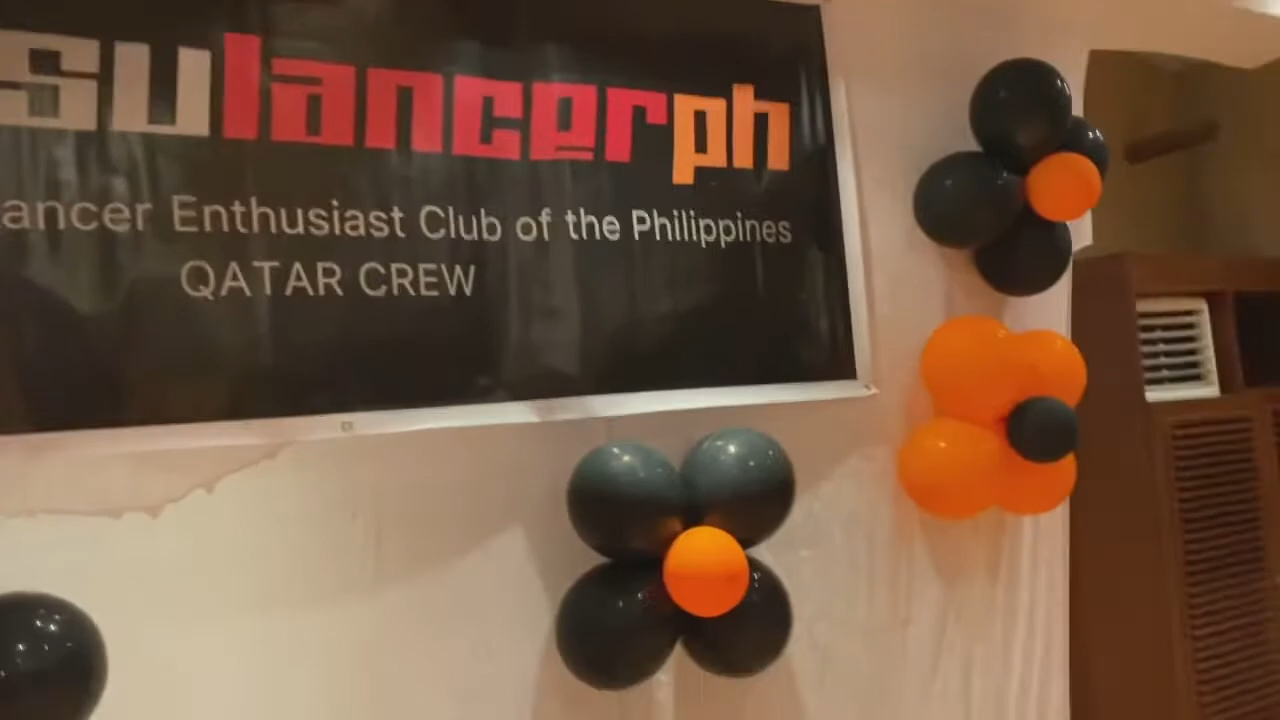 sulancerph
ancer Enthusiast Club of the Philippines
QATAR CREW